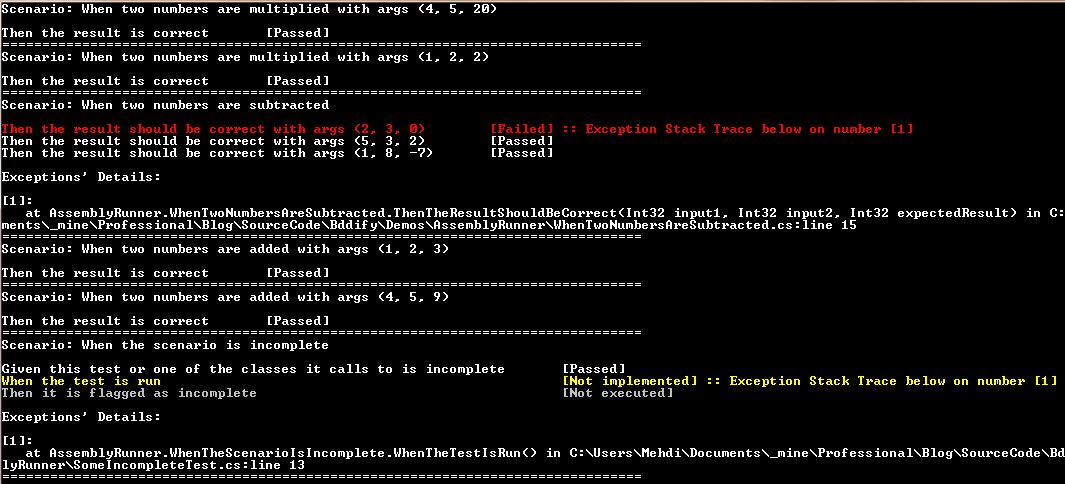 Scenario: When two numbers are multiplied with args (4, 5, 20)
Then the result is correct [Passed]
================================================================================
Scenario: When two numbers are multiplied with args (1, 2, 2)
Then the result is correct [Passed]
================================================================================
Scenario: When two numbers are subtracted
Then the result should be correct with args (2, 3, 0) [Failed] :: Exception Stack Trace below on number [1]
Then the result should be correct with args (5, 3, 2) [Passed]
Then the result should be correct with args (1, 8, -7) [Passed]
Exceptions' Details:
[1]:
at AssemblyRunner.WhenTwoNumbersAreSubtracted.ThenTheResultShouldBeCorrect(Int32 input1, Int32 input2, Int32 expectedResult) in C:
ments\_mine\Professional\Blog\SourceCode\Bddify\Demos\AssemblyRunner\WhenTwoNumbersAreSubtracted.cs:line 15
================================================================================
Scenario: When two numbers are added with args (1, 2, 3)
Then the result is correct [Passed]
================================================================================
Scenario: When two numbers are added with args (4, 5, 9)
Then the result is correct [Passed]
================================================================================
Scenario: When the scenario is incomplete
Given this test or one of the classes it calls to is incomplete [Passed]
When the test is run [Not implemented] :: Exception Stack Trace below on number [1]
Then it is flagged as incomplete [Not executed]
Exceptions' Details:
[1]:
at AssemblyRunner.WhenTheScenarioIsIncomplete.WhenTheTestIsRun() in C:\Users\Mehdi\Documents\_mine\Professional\Blog\SourceCode\Bd
lyRunner\SomeIncompleteTest.cs:line 13
================================================================================